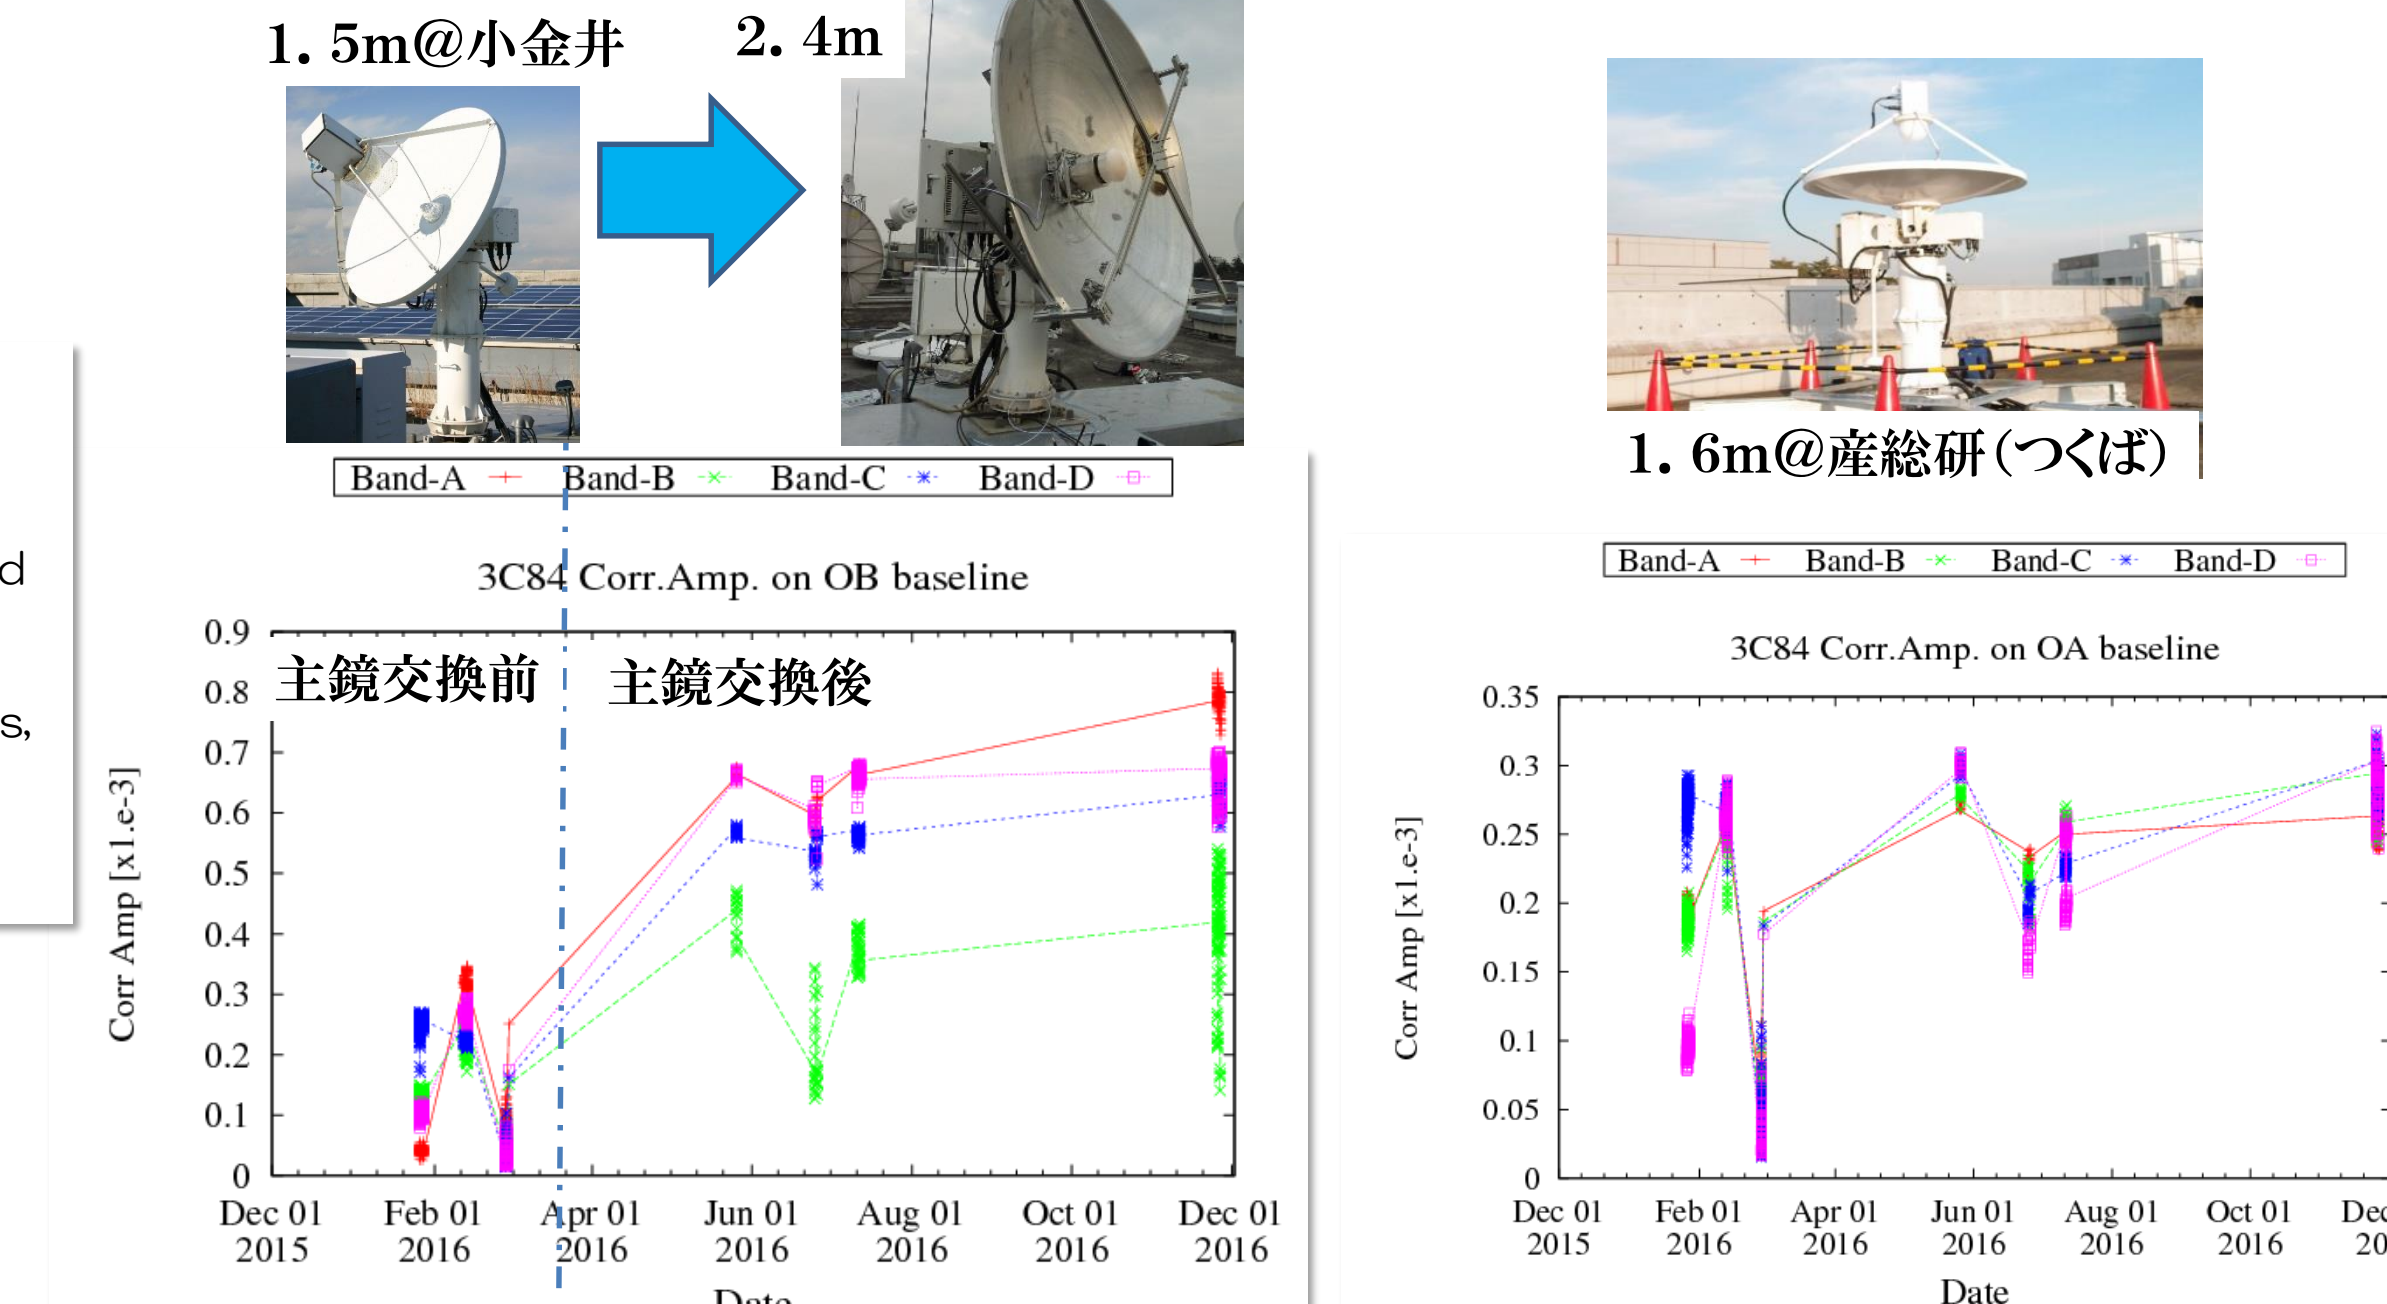 1．5m@小金井
2．4m
1．6m@産総研（つくば）
d
s,
Band-A Band-B Band-C Band-D
3C84 Corr.Amp. on OB baseline
主鏡交換前
主鏡交換後
Corr Amp [x1.e-3]
0.9
0.8
0.7
0.6
0.5
0.4
0.3
0.2
0.1
0
Dec 01 Feb 01 Apr 01 Jun 01 Aug 01 Oct 01 Dec 01
2015 2016 2016 2016 2016 2016 2016
Date
Band-A Band-B Band-C Band-D
3C84 Corr.Amp. on OA baseline
Corr Amp [x1.e-3]
0.35
0.3
0.25
0.2
0.15
0.1
0.05
0
Dec 01 Feb 01 Apr 01 Jun 01 Aug 01 Oct 01 Dec
2015 2016 2016 2016 2016 2016 20
Date